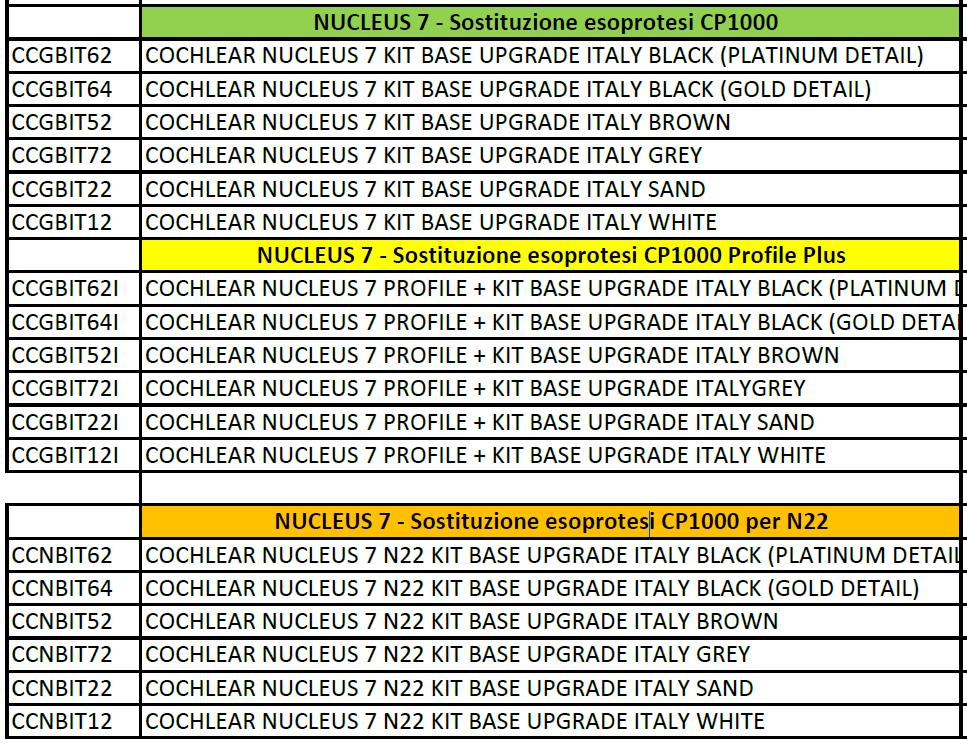 NUCLEUS 7 - Sostituzione esoprotesi CP1000
CCGBIT62 COCHLEAR NUCLEUS 7 KIT BASE UPGRADE ITALY BLACK (PLATINUM DETAIL)
CCGBIT64 COCHLEAR NUCLEUS 7 KIT BASE UPGRADE ITALY BLACK (GOLD DETAIL)
CCGBIT52 COCHLEAR NUCLEUS 7 KIT BASE UPGRADE ITALY BROWN
CCGBIT72 COCHLEAR NUCLEUS 7 KIT BASE UPGRADE ITALY GREY
CCGBIT22 COCHLEAR NUCLEUS 7 KIT BASE UPGRADE ITALY SAND
CCGBIT12 COCHLEAR NUCLEUS 7 KIT BASE UPGRADE ITALY WHITE
NUCLEUS 7 - Sostituzione esoprotesi CP1000 Profile Plus
CCGBIT62I COCHLEAR NUCLEUS 7 PROFILE + KIT BASE UPGRADE ITALY BLACK (PLATINUM D
CCGBIT64I COCHLEAR NUCLEUS 7 PROFILE + KIT BASE UPGRADE ITALY BLACK (GOLD DETAI
CCGBIT52I COCHLEAR NUCLEUS 7 PROFILE + KIT BASE UPGRADE ITALY BROWN
CCGBIT72I COCHLEAR NUCLEUS 7 PROFILE + KIT BASE UPGRADE ITALYGREY
CCGBIT22I COCHLEAR NUCLEUS 7 PROFILE + KIT BASE UPGRADE ITALY SAND
CCGBIT12I COCHLEAR NUCLEUS 7 PROFILE + KIT BASE UPGRADE ITALY WHITE
NUCLEUS 7 - Sostituzione esoprotesi CP1000 per N22
CCNBIT62 COCHLEAR NUCLEUS 7 N22 KIT BASE UPGRADE ITALY BLACK (PLATINUM DETAIL
CCNBIT64 COCHLEAR NUCLEUS 7 N22 KIT BASE UPGRADE ITALY BLACK (GOLD DETAIL)
CCNBIT52 COCHLEAR NUCLEUS 7 N22 KIT BASE UPGRADE ITALY BROWN
CCNBIT72 COCHLEAR NUCLEUS 7 N22 KIT BASE UPGRADE ITALY GREY
CCNBIT22 COCHLEAR NUCLEUS 7 N22 KIT BASE UPGRADE ITALY SAND
CCNBIT12 COCHLEAR NUCLEUS 7 N22 KIT BASE UPGRADE ITALY WHITE